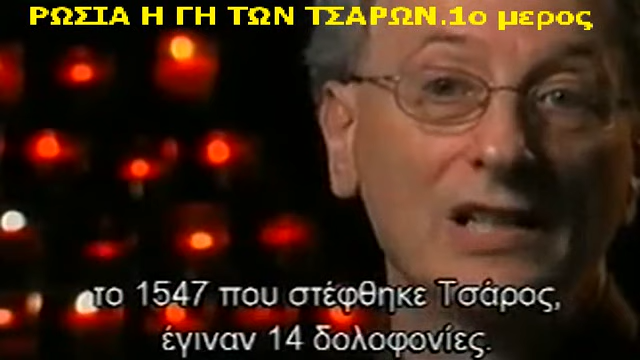 ΡΩΣΙΑ Η ΓΗ ΤΩΝ ΤΣΑΡΩΝ.1ο μερος
το 1547 που στέφθηκε Τσάρος,
έγιναν 14 δολοφονίες.